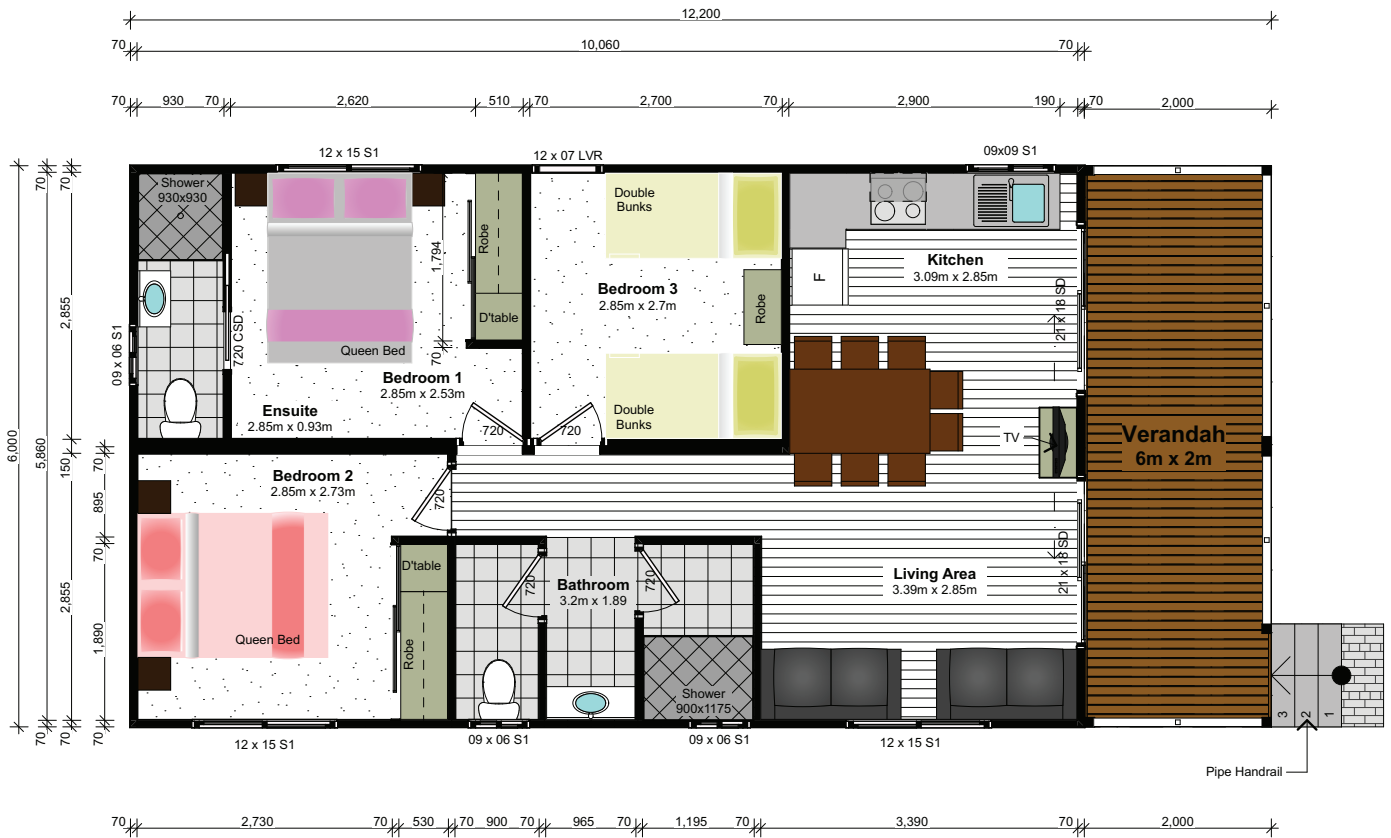 12,200
70
10,060
70
70
930
70
2,620
510
70
2,700
70
2,900
190
70
2,000
12 x 15 S1
12 x 07 LVR
09x09 S1
6,000
70
5,860
70
70
2,855
150
70
895
70
2,855
1,890
70
70
70
Shower
930x930
09 x 06 S1
720 CSD
Queen Bed
1,794
70
Robe
D'table
Bedroom 1
2.85m x 2.53m
Ensuite
2.85m x 0.93m
720
720
Double
Bunks
Bedroom 3
2.85m x 2.7m
Robe
Double
Bunks
Kitchen
3.09m x 2.85m
F
21 x 18 SD
TV
Verandah
6m x 2m
Bedroom 2
2.85m x 2.73m
720
Queen Bed
D'table
Robe
720
Bathroom
3.2m x 1.89
720
Shower
900x1175
Living Area
3.39m x 2.85m
21 x 18 SD
3
2
1
Pipe Handrail
12 x 15 S1
09 x 06 S1
09 x 06 S1
12 x 15 S1
70
2,730
70
530
70
900
70
965
70
1,195
70
3,390
70
2,000